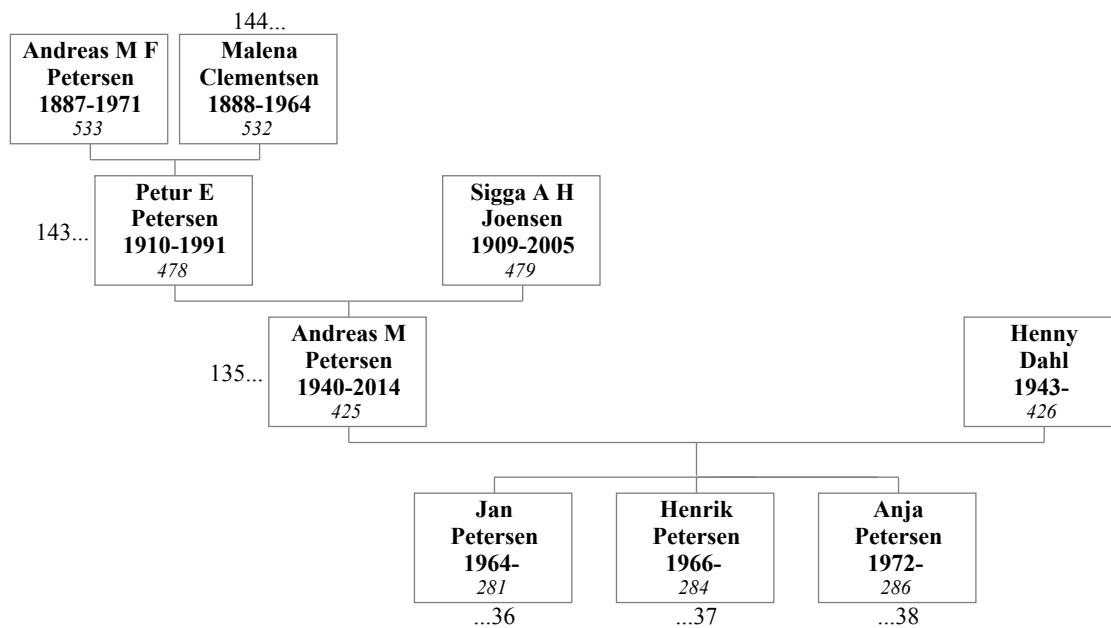 144...
Andreas M F
Petersen
1887-1971
533
Malena
Clementsen
1888-1964
532
143...
Petur E
Petersen
1910-1991
478
Sigga A H
Joensen
1909-2005
479
135...
Andreas M
Petersen
1940-2014
425
Henny
Dahl
1943-
426
Jan
Petersen
1964-
281
...36
Henrik
Petersen
1966-
284
...37
Anja
Petersen
1972-
286
...38